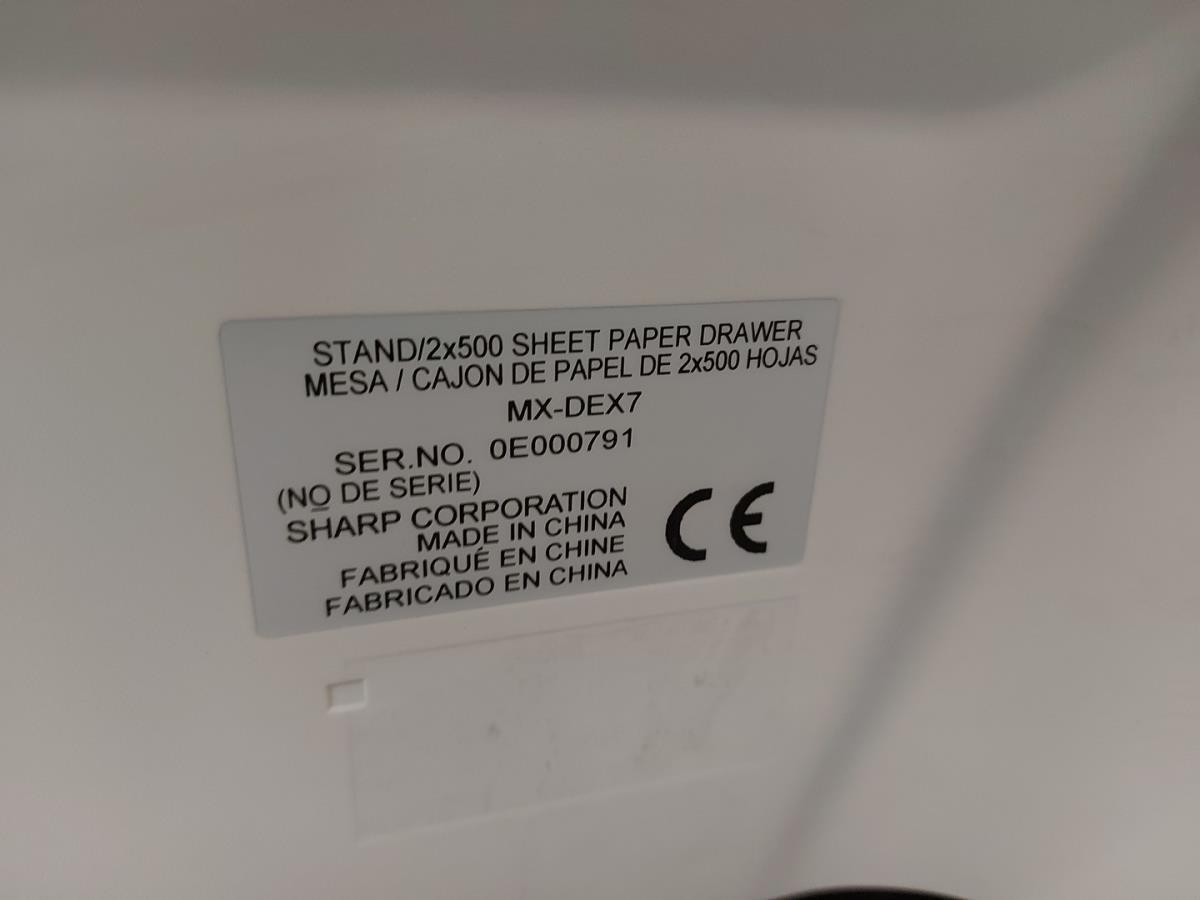 STAND/2x500 SHEET PAPER DRAWER
MESA / CAJON DE PAPEL DE 2x500 HOJAS
MX-DEX7
SER.NO. 0E000791
(NO DE SERIE)
SHARP CORPORATION
MADE IN CHINA
FABRIQUÉ EN CHINE
FABRICADO EN CHINA
CE